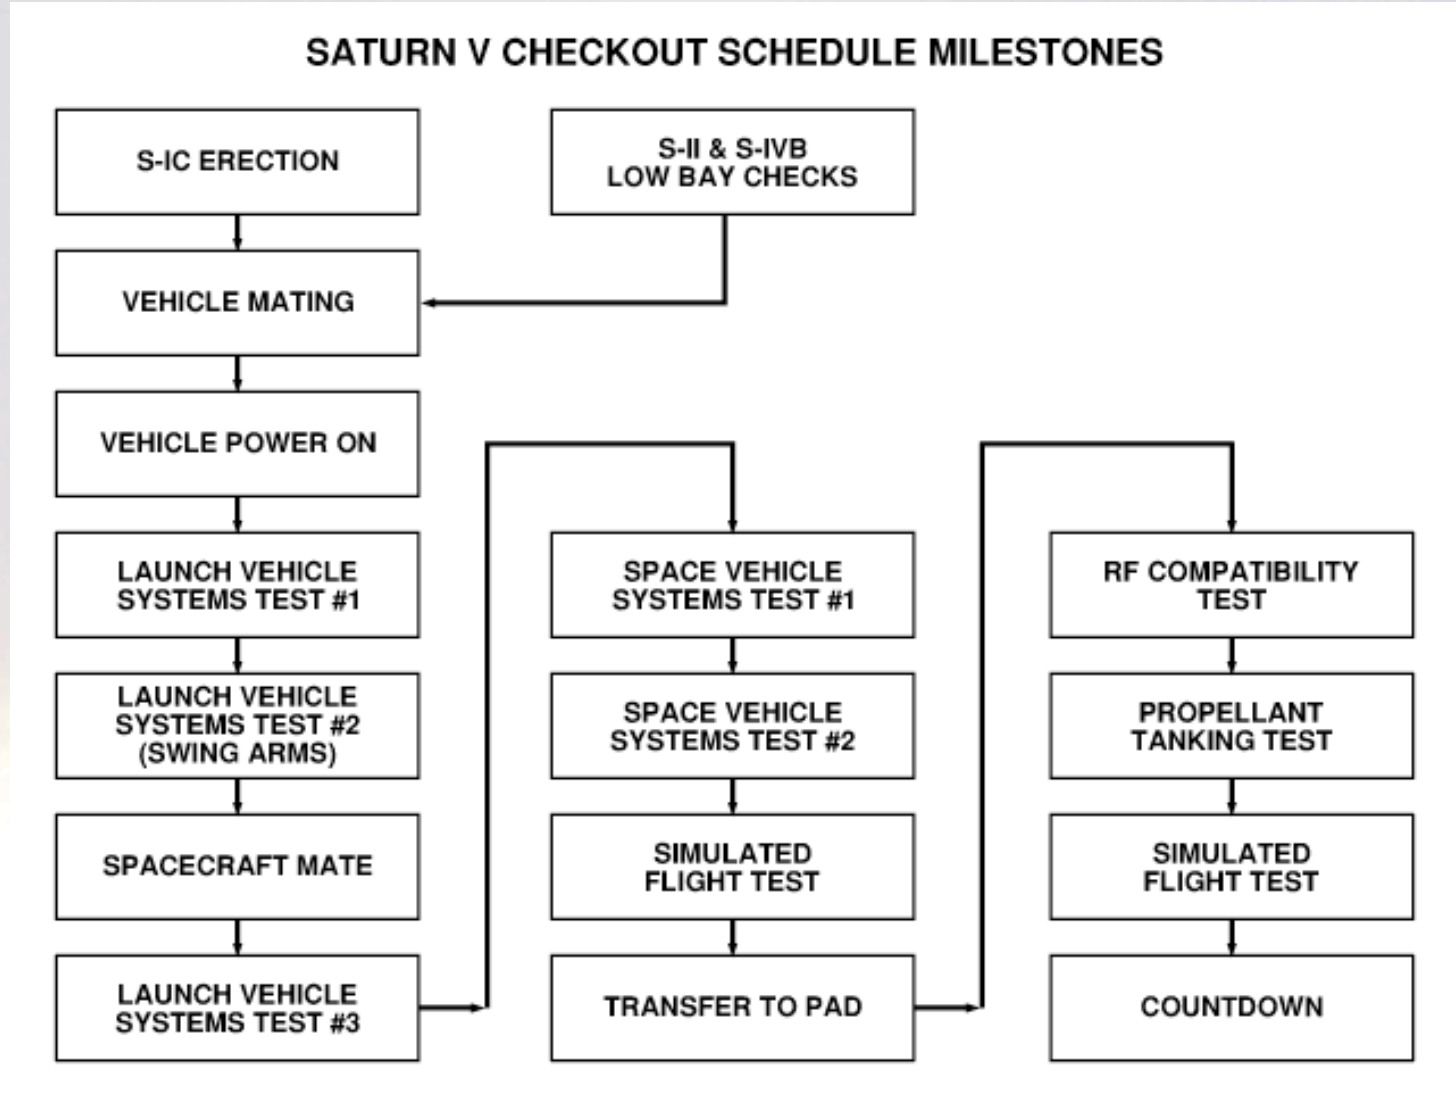 SATURN V CHECKOUT SCHEDULE MILESTONES
S-IC ERECTION
S-II & S-IVB
LOW BAY CHECKS
VEHICLE MATING
VEHICLE POWER ON
LAUNCH VEHICLE
SYSTEMS TEST #1
LAUNCH VEHICLE
SYSTEMS TEST #2
(SWING ARMS)
SPACECRAFT MATE
LAUNCH VEHICLE
SYSTEMS TEST #3
SPACE VEHICLE
SYSTEMS TEST #1
SPACE VEHICLE
SYSTEMS TEST #2
SIMULATED
FLIGHT TEST
TRANSFER TO PAD
RF COMPATIBILITY
TEST
PROPELLANT
TANKING TEST
SIMULATED
FLIGHT TEST
COUNTDOWN